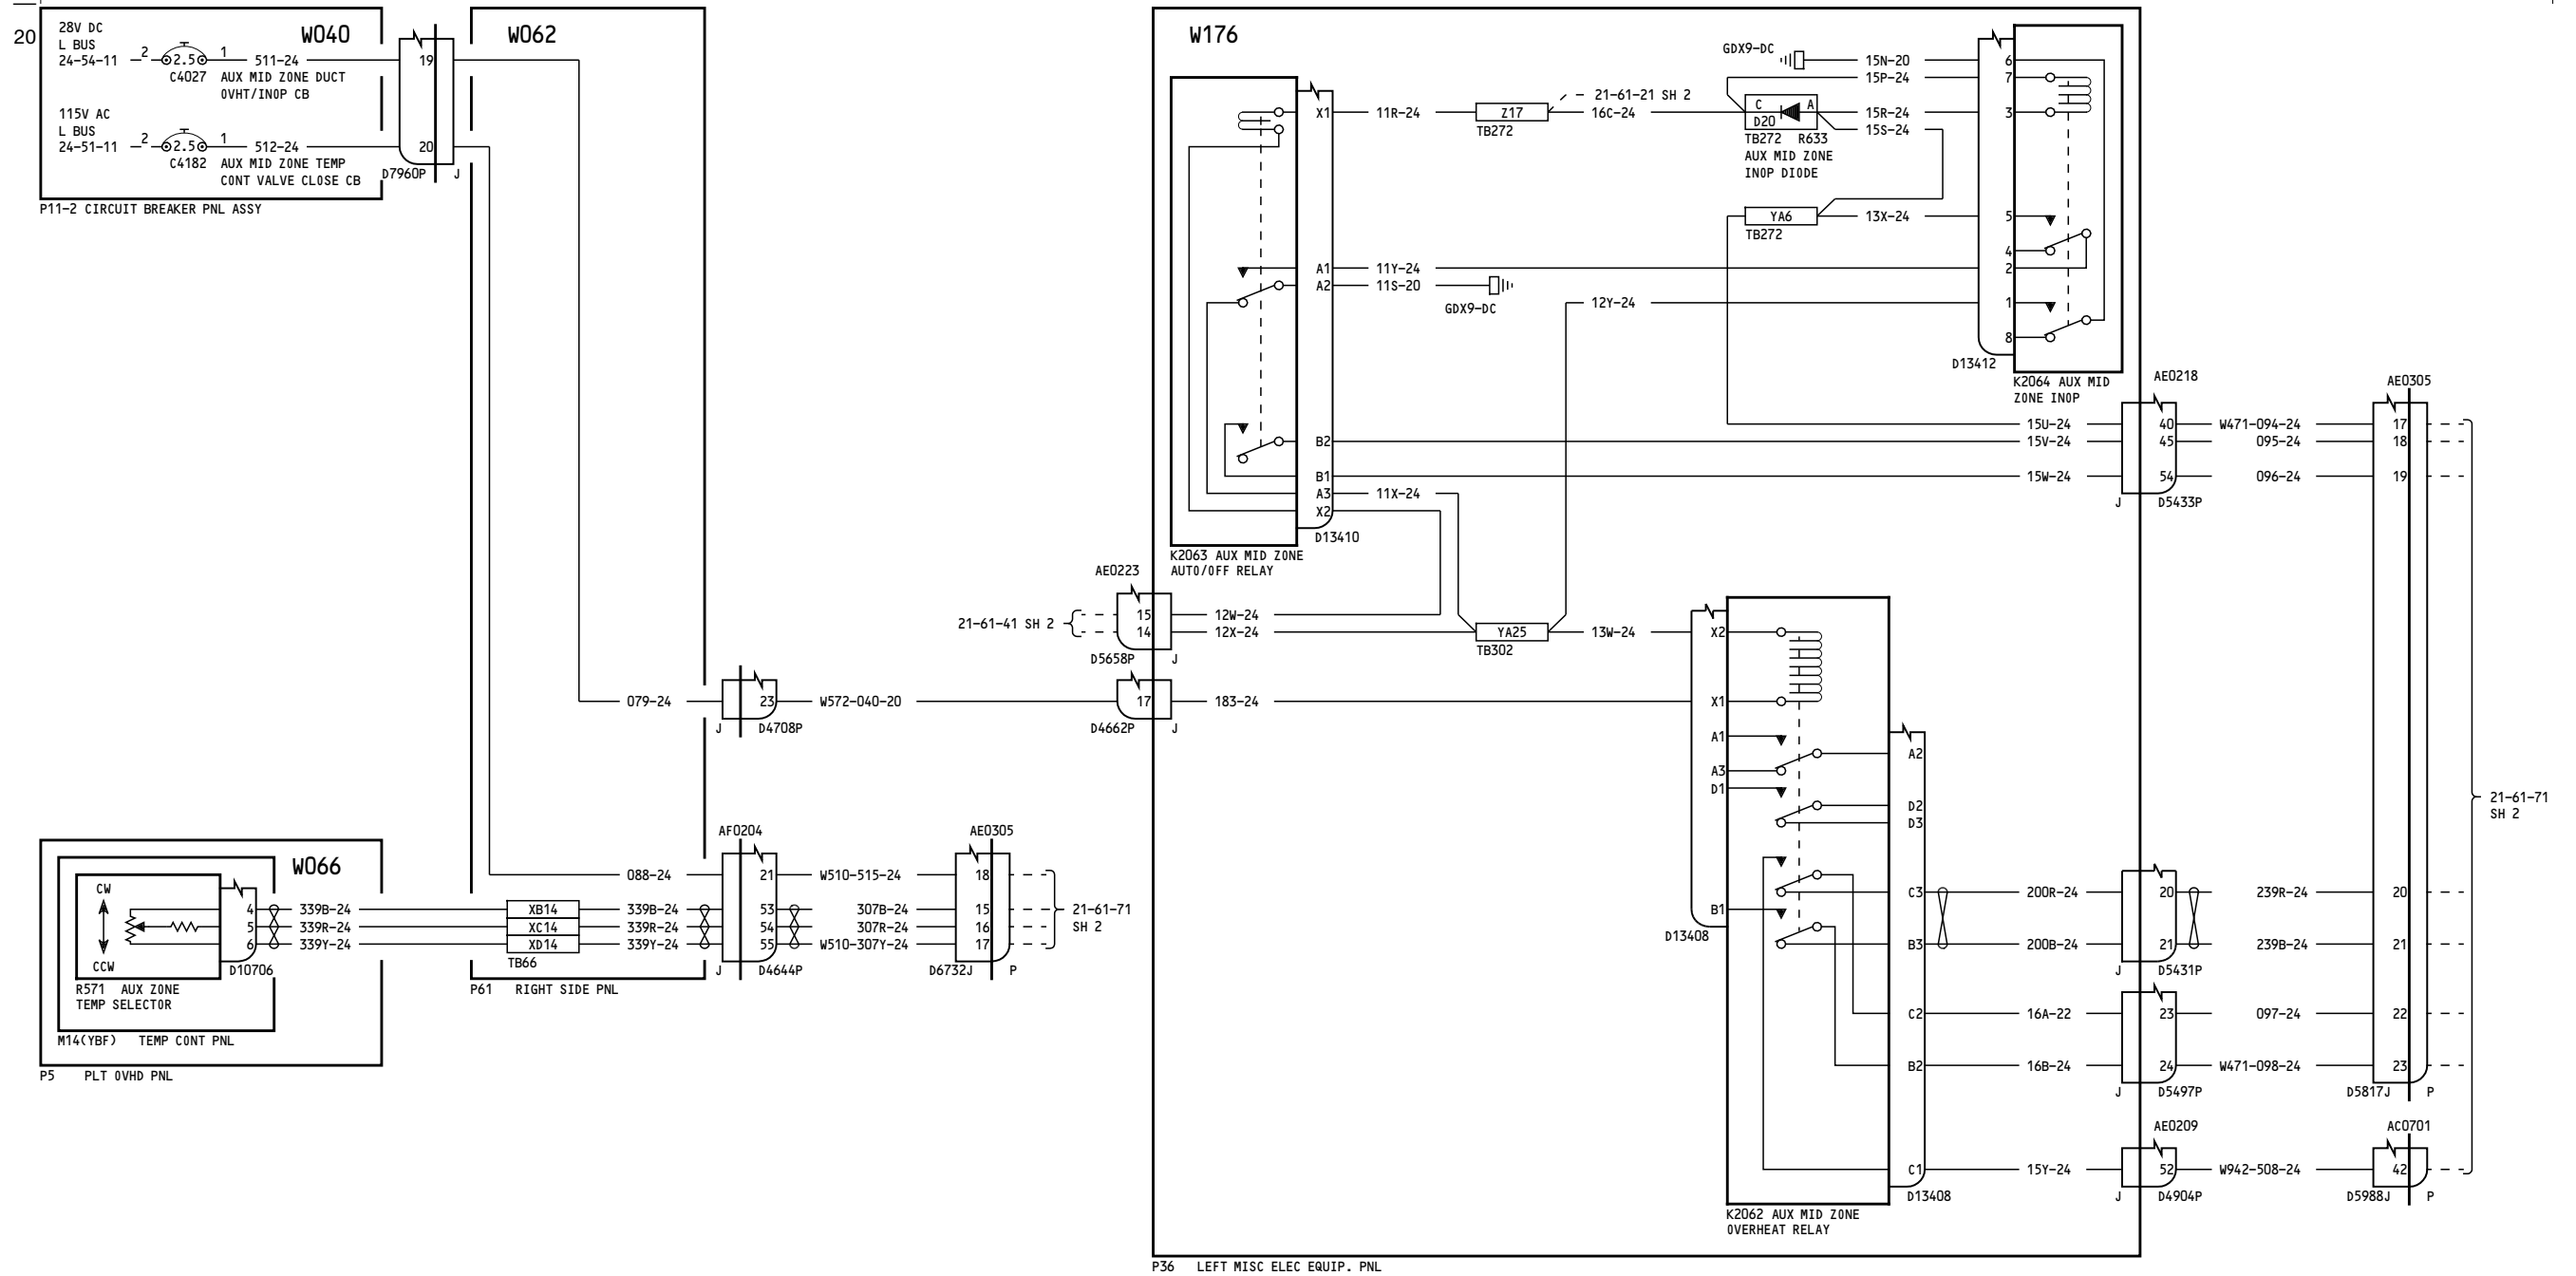 20
28V DC
L BUS
24-54-11
2
2.5
1
511-24
C4027
AUX MID ZONE DUCT
OVHT/INOP CB
115V AC
L BUS
24-51-11
2
2.5
1
512-24
C4182
AUX MID ZONE TEMP
CONT VALVE CLOSE CB
W040
P11-2 CIRCUIT BREAKER PNL ASSY
19
20
D7960P
J
W062
079-24
088-24
XB14
XC14
XD14
TB66
339B-24
339R-24
339Y-24
P61 RIGHT SIDE PNL
W066
CW
CCW
4
5
6
339B-24
339R-24
339Y-24
D10706
R571 AUX ZONE
TEMP SELECTOR
M14(YBF) TEMP CONT PNL
P5 PLT OVHD PNL
23
J
D4708P
W572-040-20
AF0204
21
53
54
55
J
D4644P
W510-515-24
307B-24
307R-24
W510-307Y-24
AE0305
18
15
16
17
D6732J
P
21-61-71
SH 2
21-61-41 SH 2
AE0223
15
14
D5658P
J
12W-24
12X-24
17
D4662P
J
183-24
W176
X1
A1
A2
B2
B1
A3
X2
D13410
K2063 AUX MID ZONE
AUTO/OFF RELAY
11R-24
Z17
TB272
21-61-21 SH 2
16C-24
11Y-24
11S-20
GDX9-DC
11X-24
YA25
TB302
12Y-24
13W-24
GDX9-DC
15N-20
15P-24
C A
D20
TB272 R633
AUX MID ZONE
INOP DIODE
15R-24
15S-24
YA6
TB272
13X-24
6
7
3
5
4
2
1
8
D13412
K2064 AUX MID
ZONE INOP
15U-24
15V-24
15W-24
AE0218
40
45
54
J
D5433P
W471-094-24
095-24
096-24
AE0305
17
18
19
20
21
22
23
D5817J
P
X2
X1
A1
A3
D1
B1
D13408
A2
D2
D3
C3
B3
C2
B2
C1
D13408
K2062 AUX MID ZONE
OVERHEAT RELAY
200R-24
200B-24
20
21
J
D5431P
239R-24
239B-24
16A-22
16B-24
23
24
J
D5497P
097-24
W471-098-24
15Y-24
AE0209
52
J
D4904P
W942-508-24
AC0701
42
D5988J
P
21-61-71
SH 2
P36 LEFT MISC ELEC EQUIP. PNL